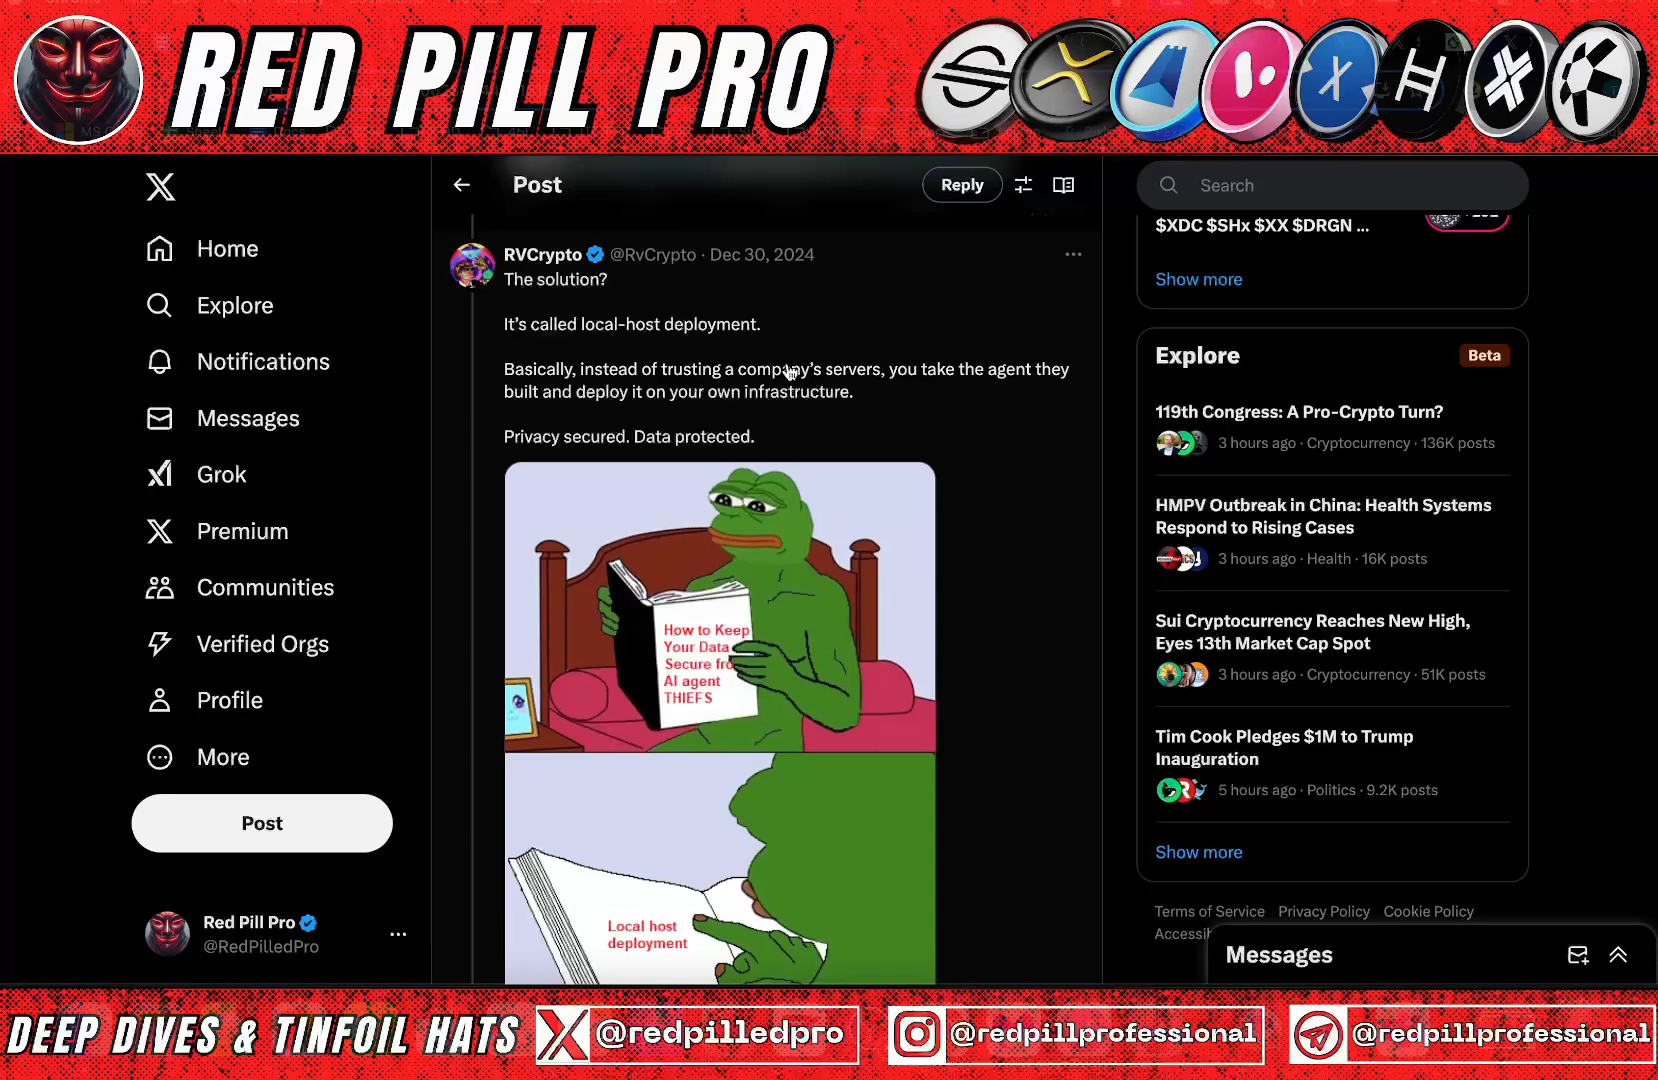 RED PILL PRO
X
Home
Explore
Notifications
Messages
Grok
Premium
Communities
Verified Orgs
Profile
More
Post
Red Pill Pro
@RedPilledPro
Post
Reply
RVCrypto @RvCrypto · Dec 30, 2024
The solution?
It's called local-host deployment.
Basically, instead of trusting a company's servers, you take the agent they
built and deploy it on your own infrastructure.
Privacy secured. Data protected.
How to Keep
Your Data
Secure fro
AI agent
THIEFS
Local host
deployment
Search
$XDC $SHx $XX $DRGN ...
Show more
Explore
Beta
119th Congress: A Pro-Crypto Turn?
3 hours ago · Cryptocurrency · 136K posts
HMPV Outbreak in China: Health Systems
Respond to Rising Cases
3 hours ago · Health · 16K posts
Sui Cryptocurrency Reaches New High,
Eyes 13th Market Cap Spot
3 hours ago · Cryptocurrency · 51K posts
Tim Cook Pledges $1M to Trump
Inauguration
5 hours ago · Politics · 9.2K posts
Show more
Terms of Service Privacy Policy Cookie Policy
Messages
DEEP DIVES & TINFOIL HATS
@redpilledpro
@redpillprofessional
@redpillprofessional